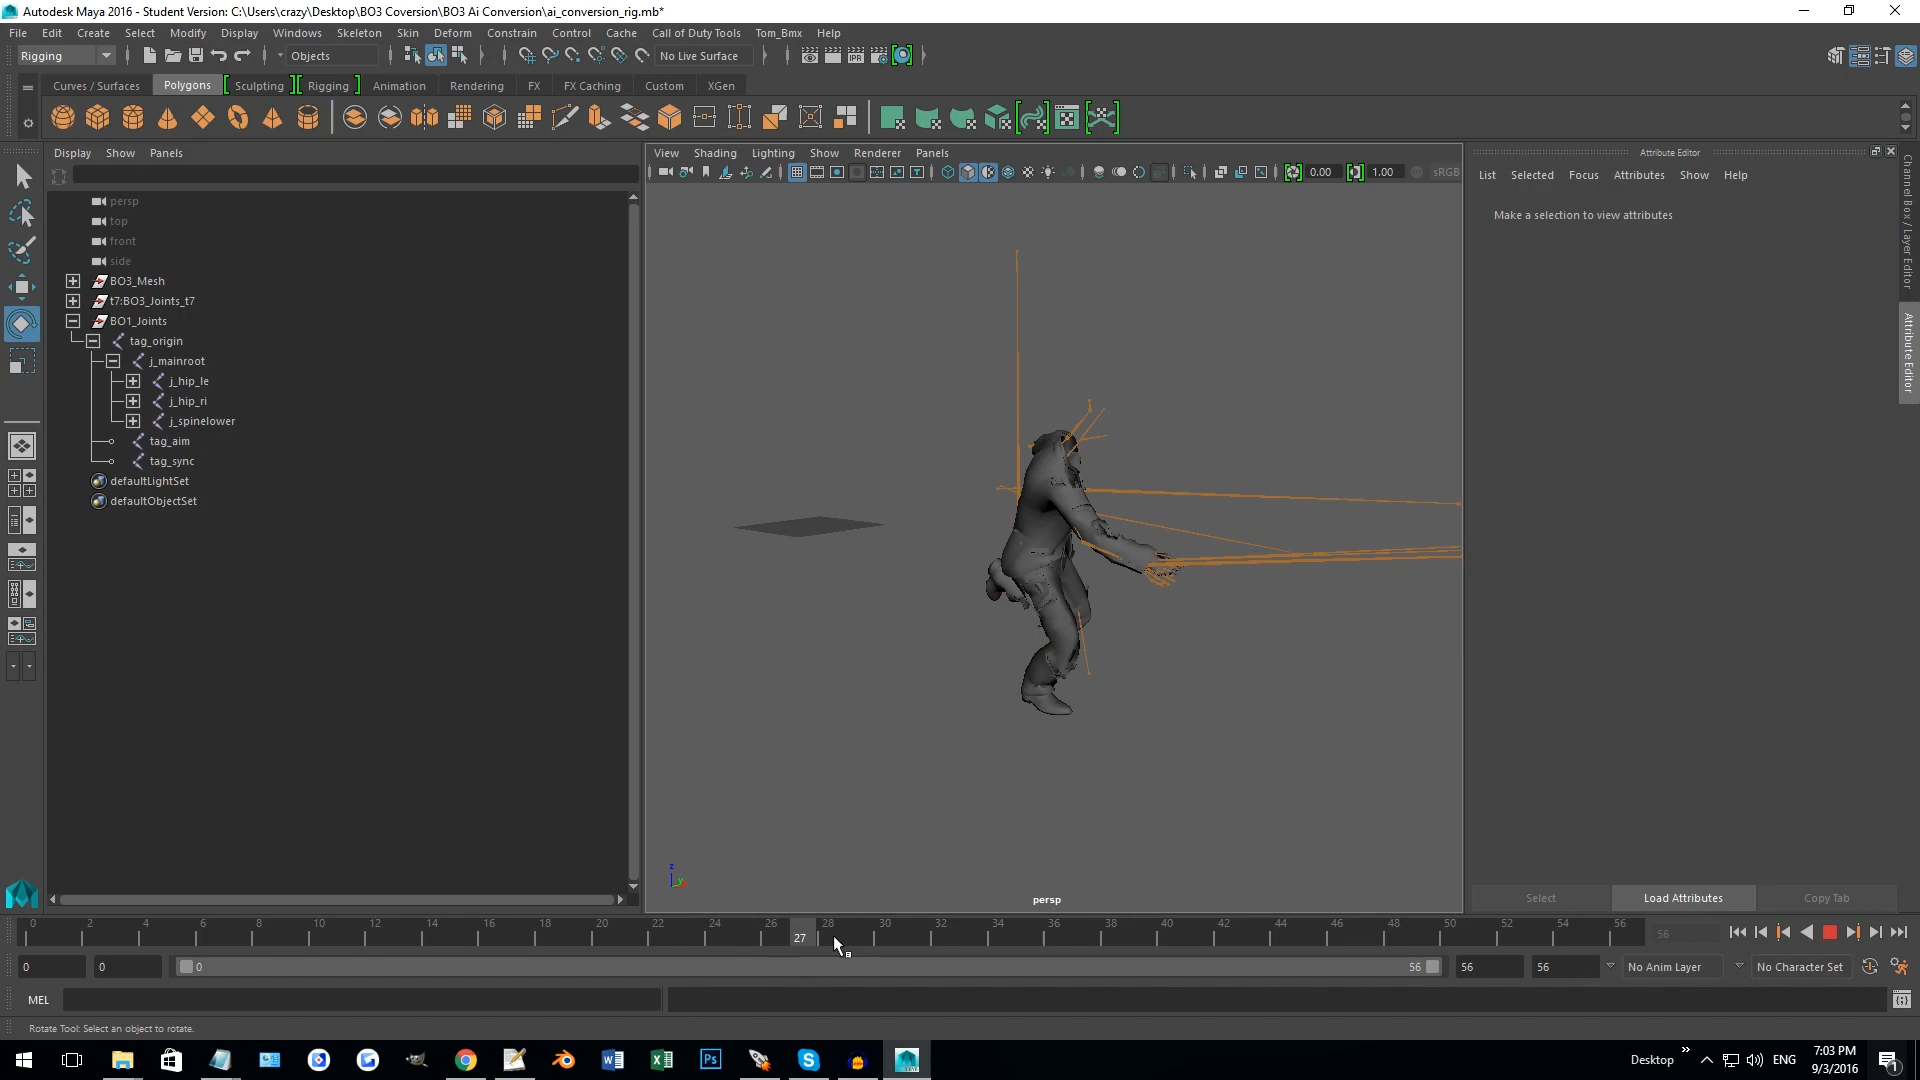 Autodesk Maya 2016 - Student Version: C:\Users\crazy\Desktop\BO3 Coversion\BO3 Ai Conversion\ai_conversion_rig.mb*
File Edit Create Select Modify Display Windows Skeleton Skin Deform Constrain Control Cache Call of Duty Tools Tom_Bmx Help
Rigging Objects No Live Surface
Curves / Surfaces Polygons Sculpting Rigging Animation Rendering FX FX Caching Custom XGen
Display Show Panels
View Shading Lighting Show Renderer Panels
0.00 1.00 sRGB
Attribute Editor
List Selected Focus Attributes Show Help
Make a selection to view attributes
persp
top
front
side
BO3_Mesh
t7:BO3_Joints_t7
BO1_Joints
tag_origin
j_mainroot
j_hip_le
j_hip_ri
j_spinelower
tag_aim
tag_sync
defaultLightSet
defaultObjectSet
Channel Box / Layer Editor
Attribute Editor
z
y
persp
Select Load Attributes Copy Tab
0 2 4 6 8 10 12 14 16 18 20 22 24 26 28 30 32 34 36 38 40 42 44 46 48 50 52 54 56
27
56
0 0 0 56 56 56 No Anim Layer No Character Set
MEL
Rotate Tool: Select an object to rotate.
Desktop ENG
7:03 PM
9/3/2016
1